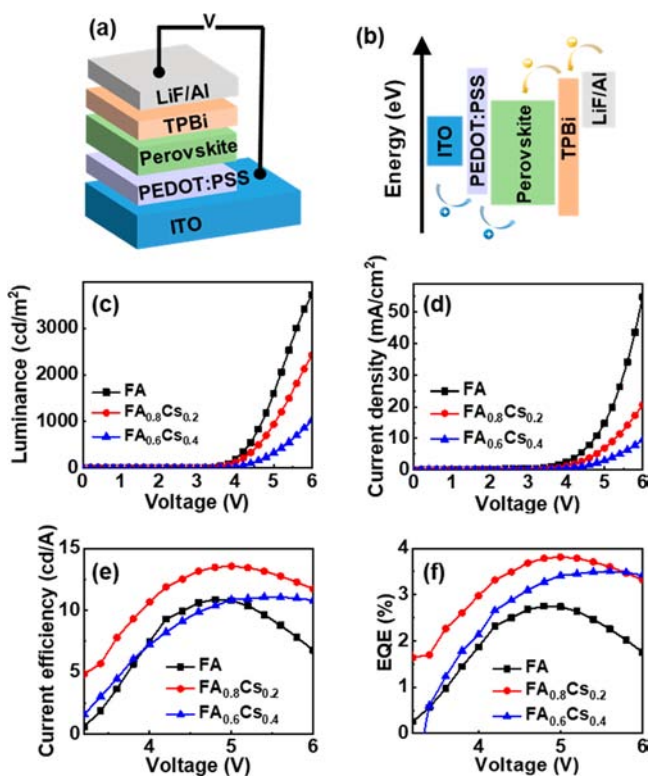 (a)
V
LiF/Al
TPBi
Perovskite
PEDOT:PSS
ITO
(b)
Energy (eV)
ITO
PEDOT:PSS
Perovskite
TPBi
LiF/Al
(c)
Luminance (cd/m²)
3000
2000
1000
0
FA
FA₀.₈Cs₀.₂
FA₀.₆Cs₀.₄
0 1 2 3 4 5 6
Voltage (V)
(d)
Current density (mA/cm²)
50
40
30
20
10
0
FA
FA₀.₈Cs₀.₂
FA₀.₆Cs₀.₄
0 1 2 3 4 5 6
Voltage (V)
(e)
Current efficiency (cd/A)
15
10
5
0
FA
FA₀.₈Cs₀.₂
FA₀.₆Cs₀.₄
4 5 6
Voltage (V)
(f)
EQE (%)
4
3
2
1
0
FA
FA₀.₈Cs₀.₂
FA₀.₆Cs₀.₄
4 5 6
Voltage (V)